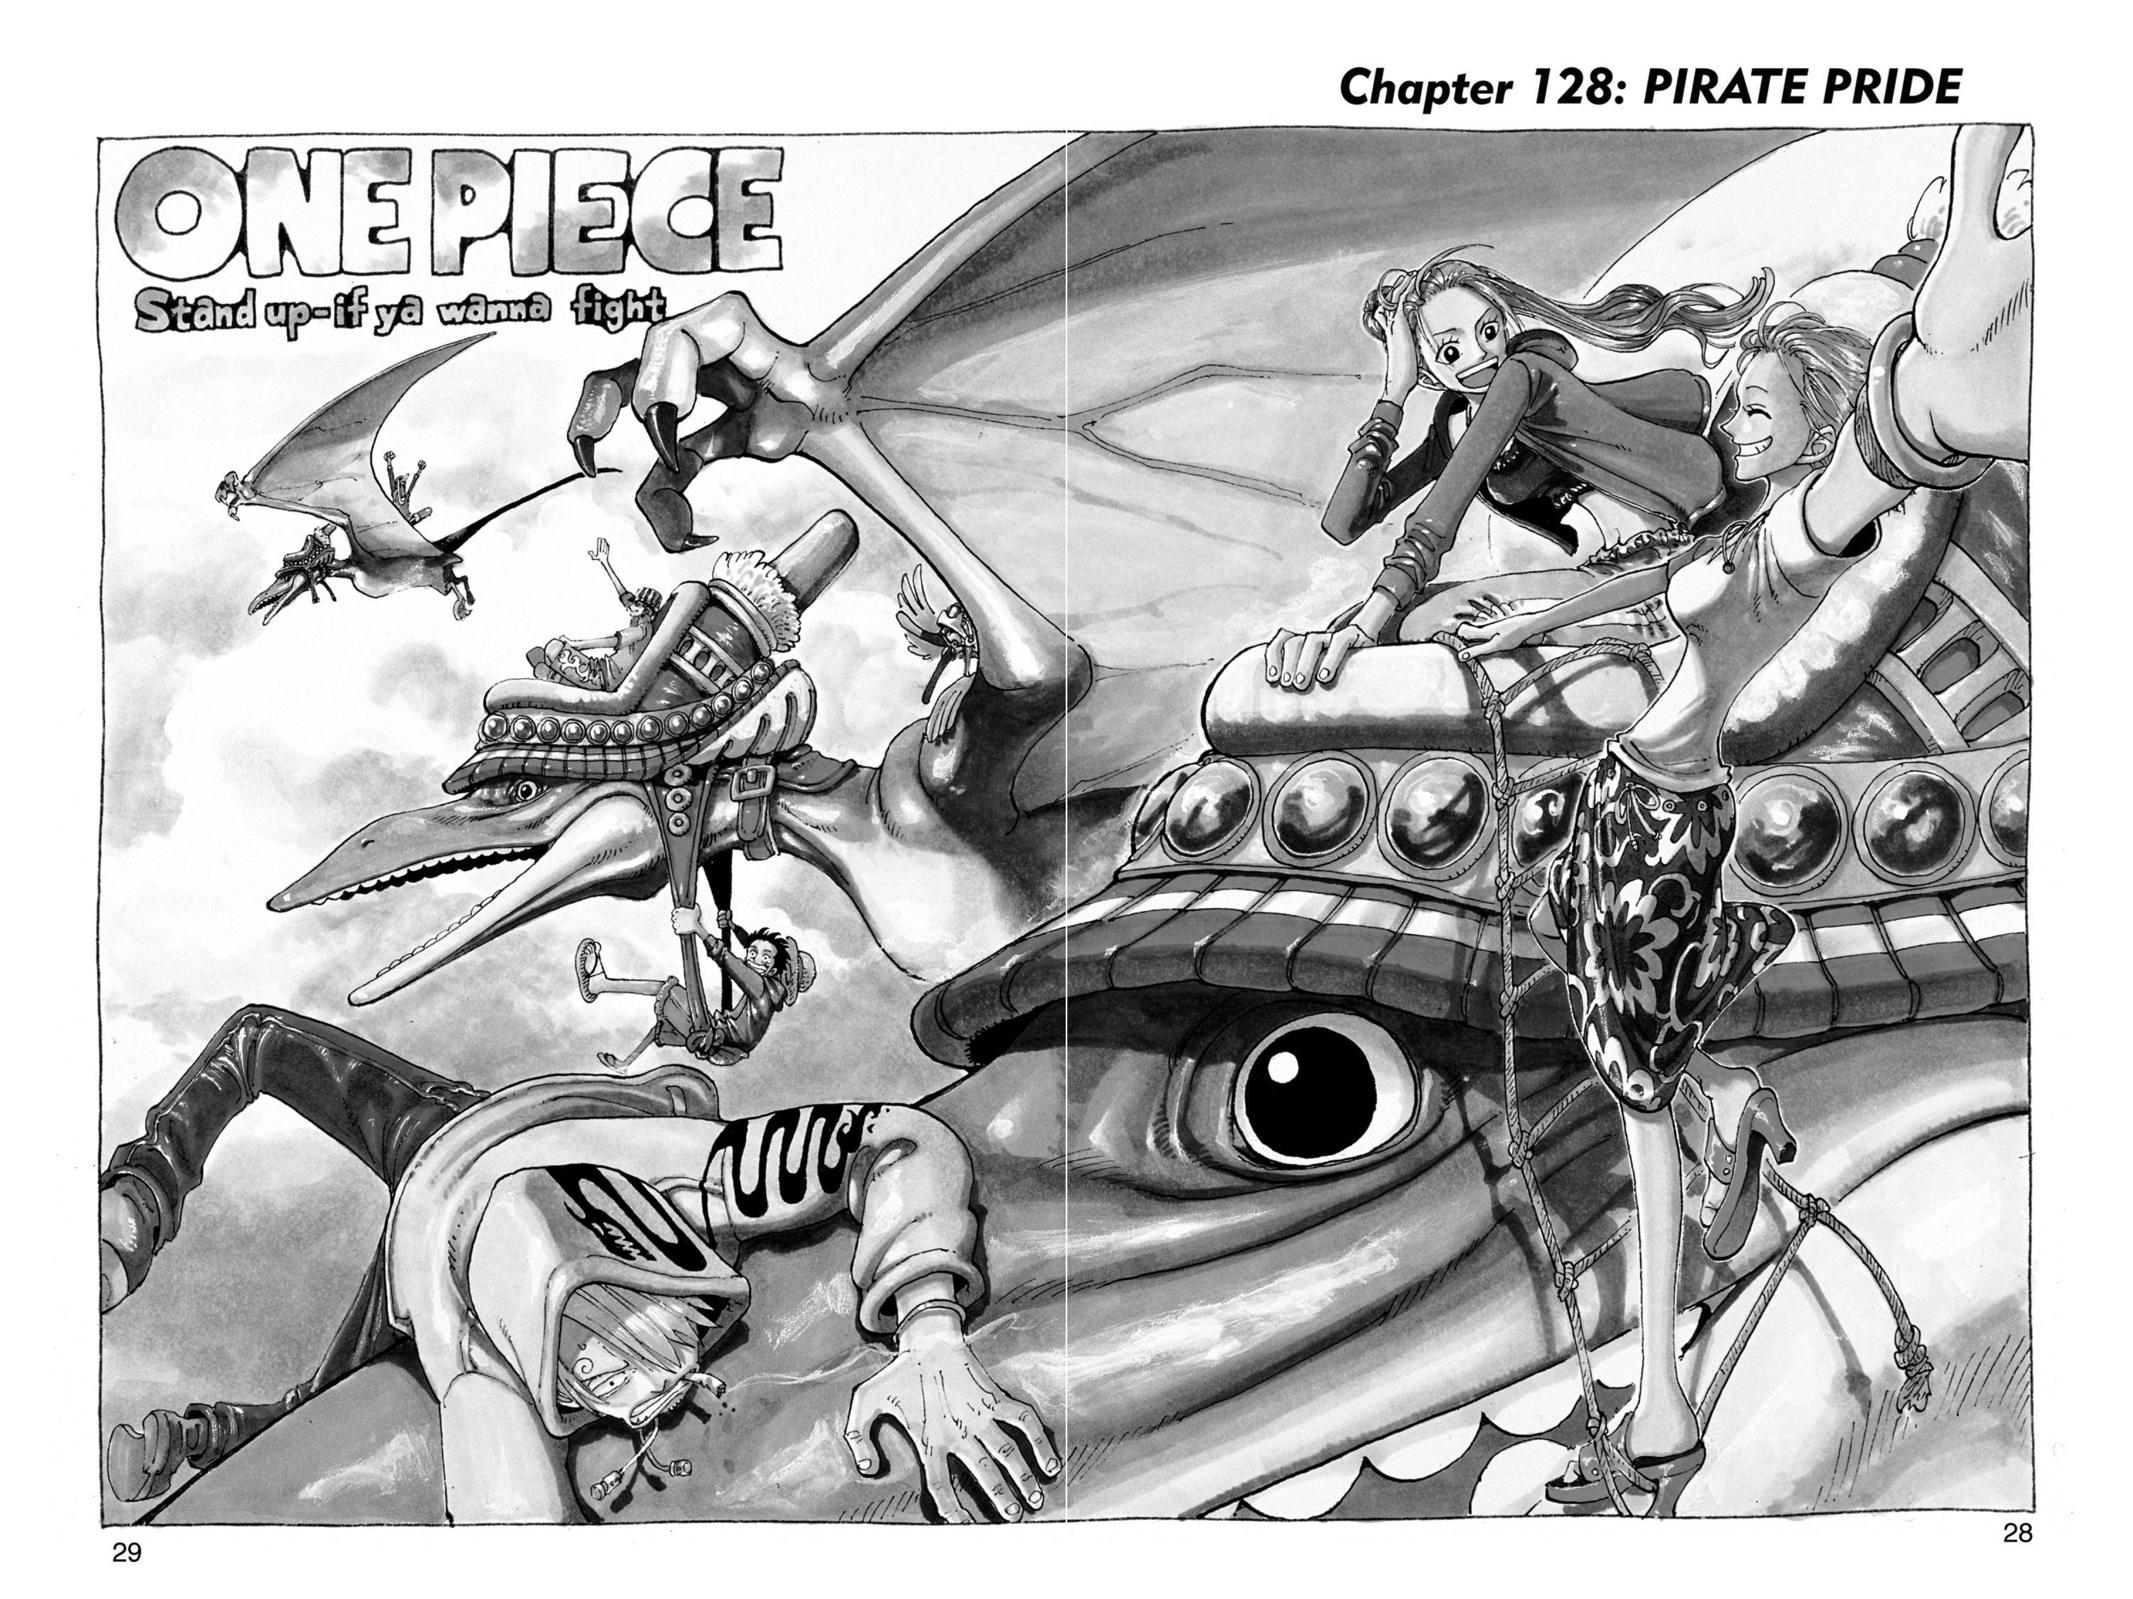 Chapter 128: PIRATE PRIDE
ONE PIECE
Stand up-if ya wanna fight
29
28